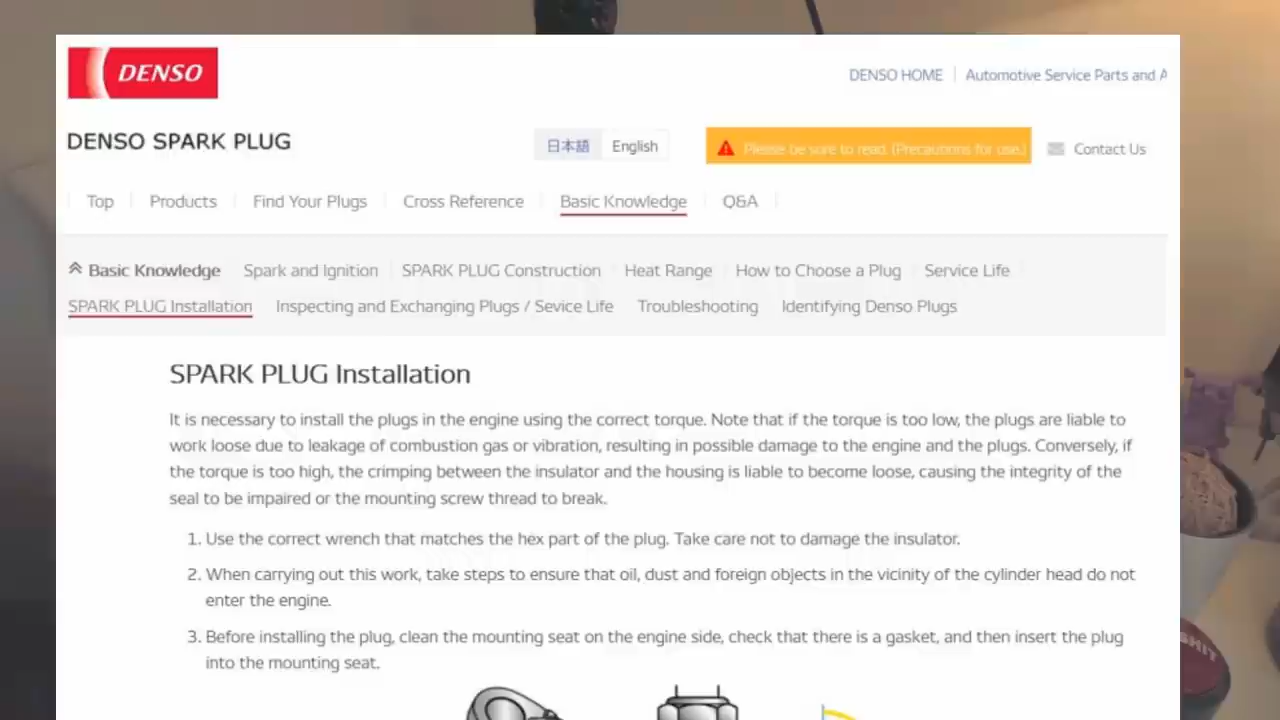 DENSO
DENSO HOME
Automotive Service Parts and A
DENSO SPARK PLUG
日本語
English
Please be sure to read. (Precautions for use.)
Contact Us
Top
Products
Find Your Plugs
Cross Reference
Basic Knowledge
Q&A
Basic Knowledge
Spark and Ignition
SPARK PLUG Construction
Heat Range
How to Choose a Plug
Service Life
SPARK PLUG Installation
Inspecting and Exchanging Plugs / Sevice Life
Troubleshooting
Identifying Denso Plugs
SPARK PLUG Installation
It is necessary to install the plugs in the engine using the correct torque. Note that if the torque is too low, the plugs are liable to
work loose due to leakage of combustion gas or vibration, resulting in possible damage to the engine and the plugs. Conversely, if
the torque is too high, the crimping between the insulator and the housing is liable to become loose, causing the integrity of the
seal to be impaired or the mounting screw thread to break.
1. Use the correct wrench that matches the hex part of the plug. Take care not to damage the insulator.
2. When carrying out this work, take steps to ensure that oil, dust and foreign objects in the vicinity of the cylinder head do not
enter the engine.
3. Before installing the plug, clean the mounting seat on the engine side, check that there is a gasket, and then insert the plug
into the mounting seat.